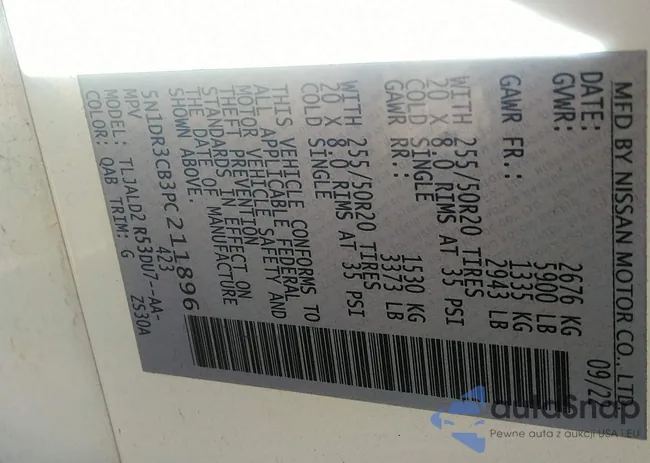 MFD BY NISSAN MOTOR CO., LTD
DATE: 09/22
GVWR: 2676 KG
5900 LB
GAWR FR.: 1335 KG
2943 LB
WITH 255/50R20 TIRES
20 X 8.0 RIMS AT 35 PSI
COLD SINGLE
GAWR RR.: 1530 KG
3373 LB
WITH 255/50R20 TIRES
20 X 8.0 RIMS AT 35 PSI
COLD SINGLE
THIS VEHICLE CONFORMS TO
ALL APPLICABLE FEDERAL
MOTOR VEHICLE SAFETY AND
THEFT PREVENTION
STANDARDS IN EFFECT ON
THE DATE OF MANUFACTURE
SHOWN ABOVE.
5N1DR3CB3PC211896
MPV 423
MODEL: TLJALD2 R53DU7--AA-
COLOR: QAB TRIM: G ZS30A
autoSnap
Pewne auta z aukcji USA i EU